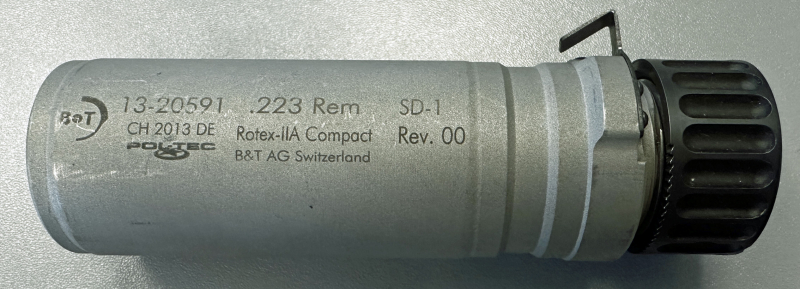 B&T 13-20591 .223 Rem SD-1
CH 2013 DE Rotex-IIA Compact Rev. 00
POL-TEC B&T AG Switzerland